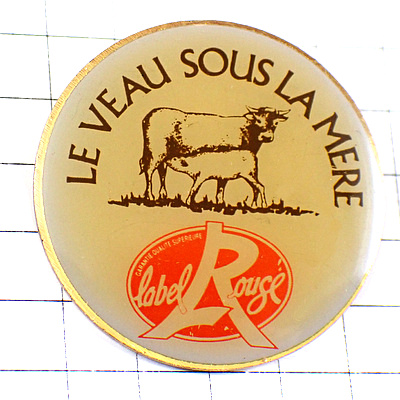 LE VEAU SOUS LA MERE
GARANTIE QUALITÉ SUPÉRIEURE
label Rouge